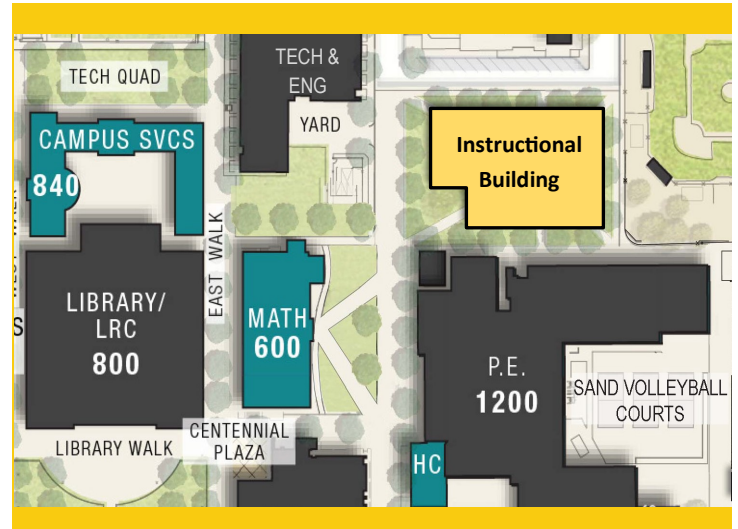 TECH QUAD
TECH &
ENG
YARD
CAMPUS SVCS
840
Instructional
Building
EAST WALK
LIBRARY/
LRC
800
MATH
600
P.E.
1200
SAND VOLLEYBALL
COURTS
CENTENNIAL
PLAZA
LIBRARY WALK
HC